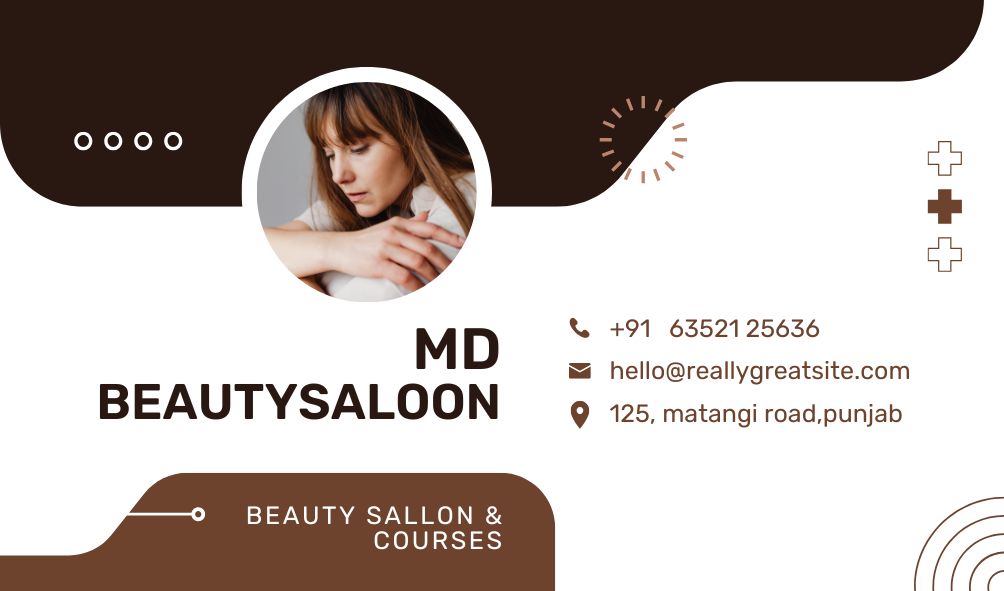 MD
BEAUTYSALOON
+91 63521 25636
hello@reallygreatsite.com
125, matangi road,punjab
BEAUTY SALLON &
COURSES